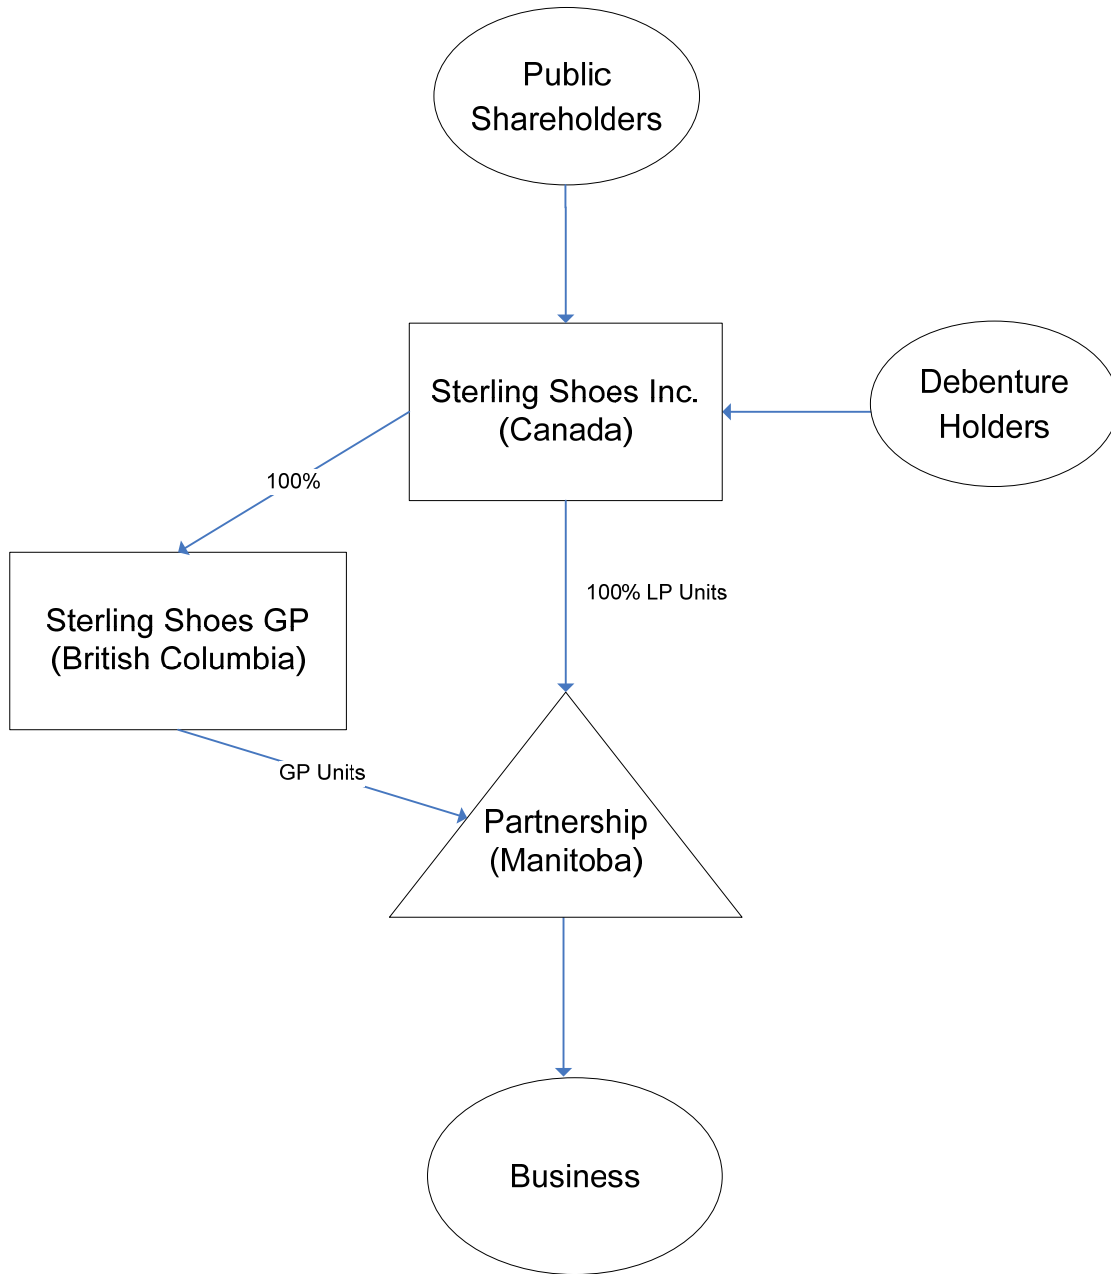 Public
Shareholders
Sterling Shoes Inc.
(Canada)
Debenture
Holders
100%
100% LP Units
Sterling Shoes GP
(British Columbia)
GP Units
Partnership
(Manitoba)
Business